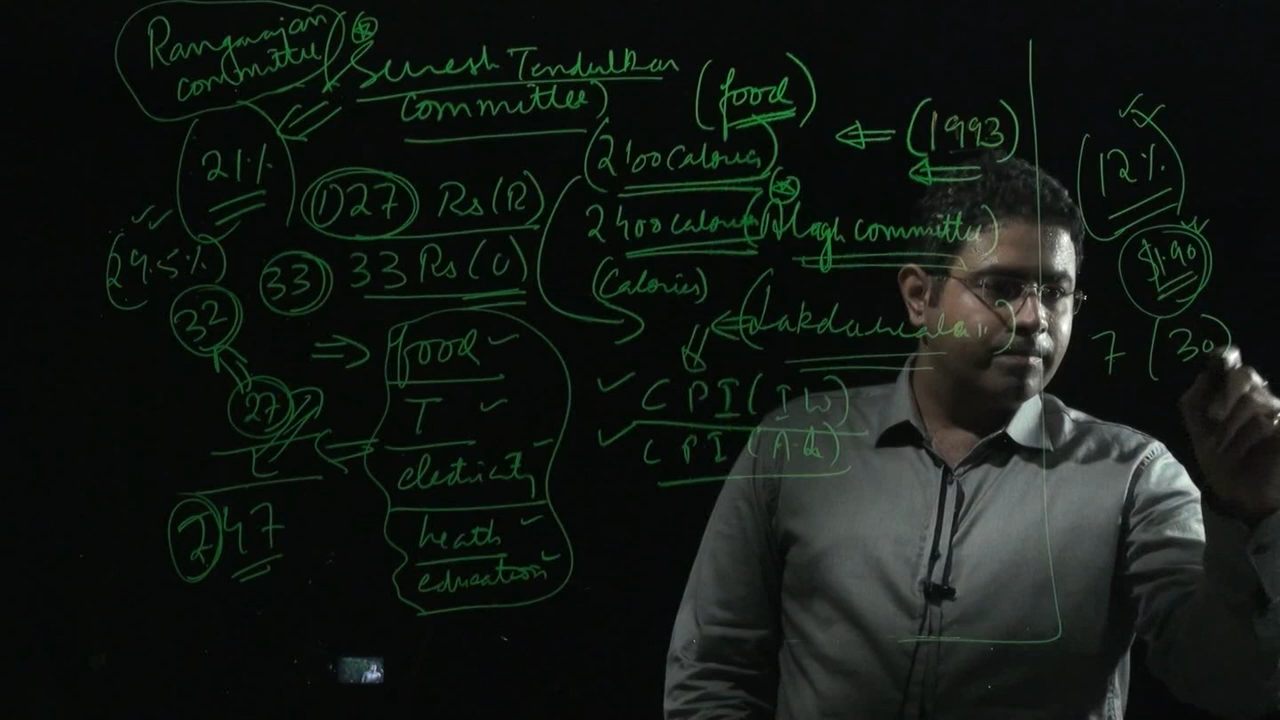 Rangarajan
committee
Suresh Tendulkar
committee)
(food)
(1993)
12%
21%
(2100 Calories)
1027 Rs (R)
2400 calories (Alagh committee)
$1.90
29.5%
33 33 Rs (U)
(Calories)
(Lakdawala)
32
7 (30)
food
CPI (IW)
27
T
CPI (AL)
electricity
247
heath
education